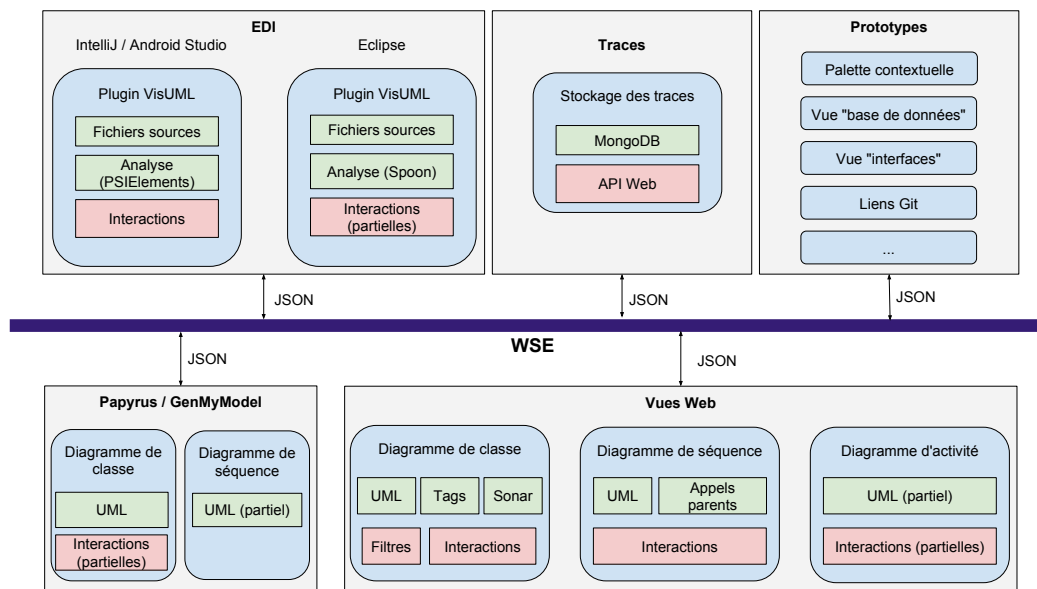 EDI
IntelliJ / Android Studio
Eclipse
Plugin VisUML
Fichiers sources
Analyse
(PSIElements)
Interactions
Plugin VisUML
Fichiers sources
Analyse (Spoon)
Interactions
(partielles)
Traces
Stockage des traces
MongoDB
API Web
Prototypes
Palette contextuelle
Vue "base de données"
Vue "interfaces"
Liens Git
...
JSON
JSON
JSON
WSE
JSON
JSON
Papyrus / GenMyModel
Diagramme de
classe
UML
Interactions
(partielles)
Diagramme de
séquence
UML (partiel)
Vues Web
Diagramme de classe
UML
Tags
Sonar
Filtres
Interactions
Diagramme de séquence
UML
Appels
parents
Interactions
Diagramme d'activité
UML (partiel)
Interactions (partielles)